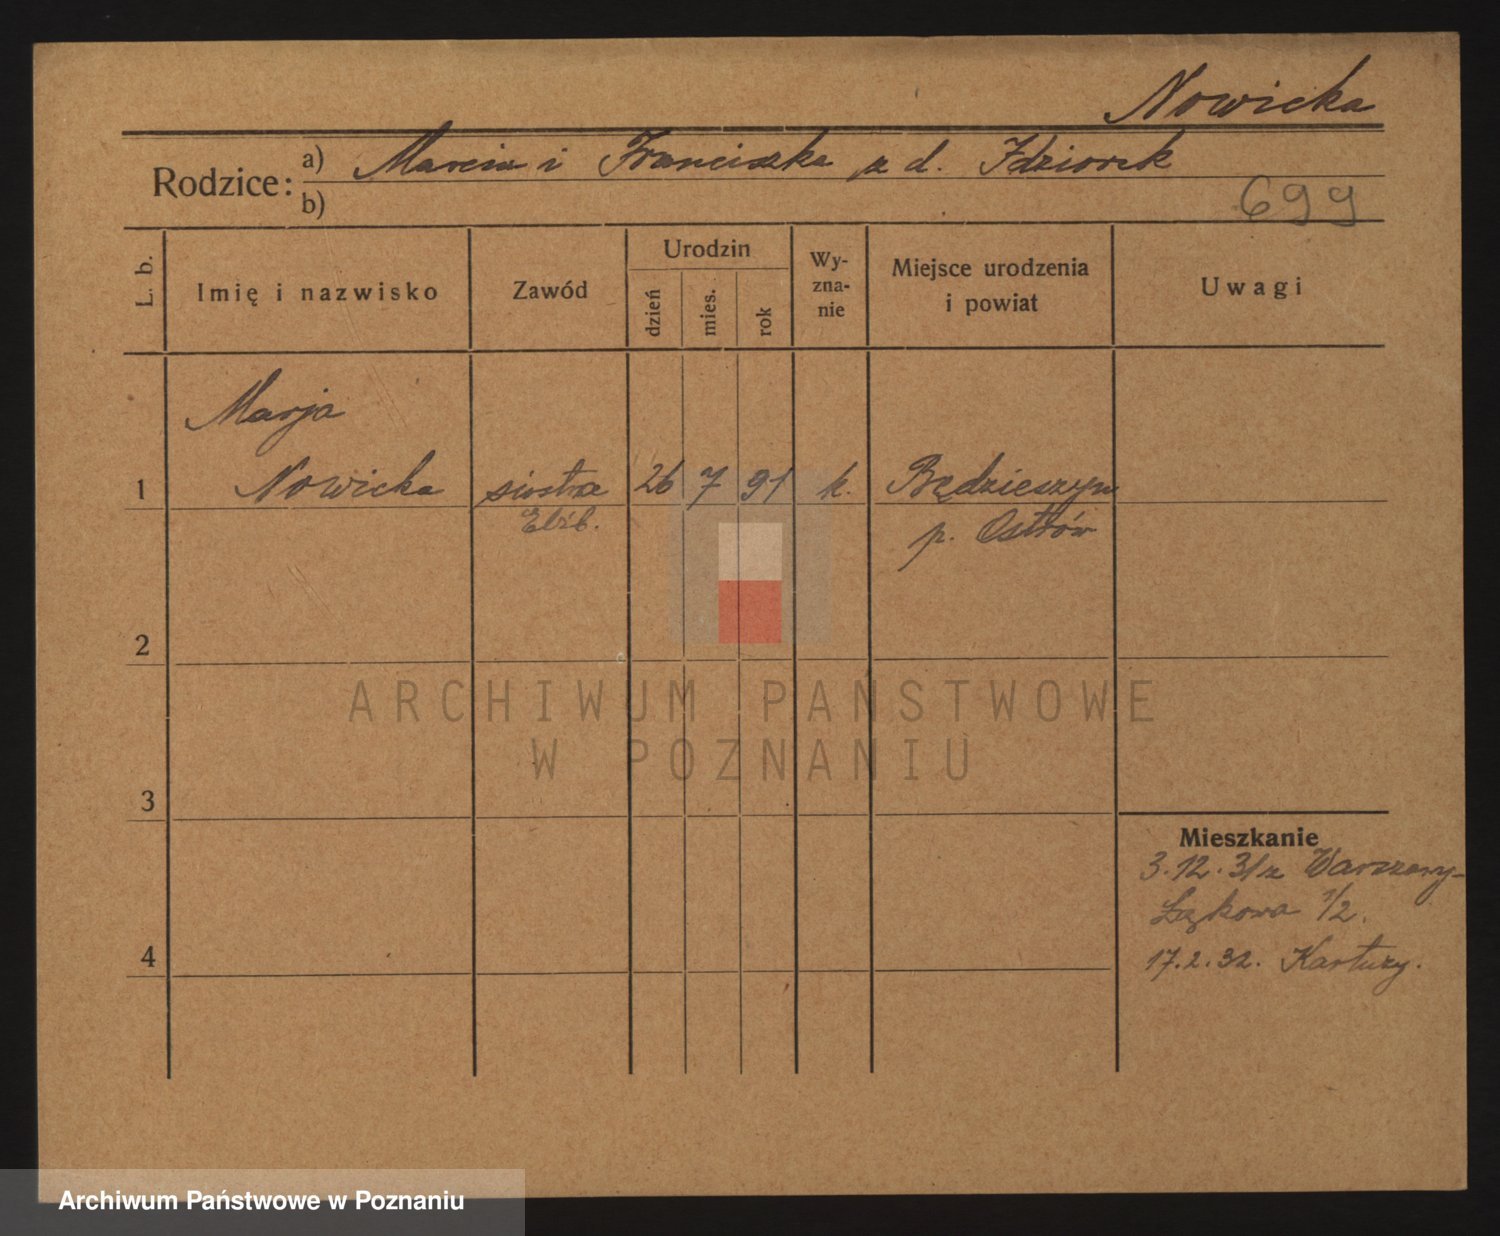 Nowicka
Rodzice: a) Marcin i Franciszka z d. Idziorek
b)
699
L. b.
Imię i nazwisko
Zawód
Urodzin
dzień
mies.
rok
Wy-
zna-
nie
Miejsce urodzenia
i powiat
Uwagi
Marja
1 Nowicka siostra 26 7 91 k. Będzieszyn
Elżb. p. Ostrów
2
ARCHIWUM PAŃSTWOWE
W POZNANIU
3
Mieszkanie
3.12.31 z Warszawy-
Łąkowa 1/2.
4
17.2.32. Kartuzy.
Archiwum Państwowe w Poznaniu